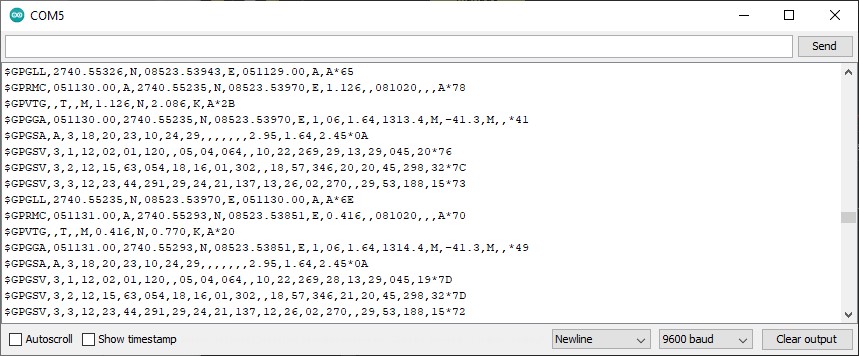 COM5
Send
$GPGLL,2740.55326,N,08523.53943,E,051129.00,A,A*65
$GPRMC,051130.00,A,2740.55235,N,08523.53970,E,1.126,,081020,,,A*78
$GPVTG,,T,,M,1.126,N,2.086,K,A*2B
$GPGGA,051130.00,2740.55235,N,08523.53970,E,1,06,1.64,1313.4,M,-41.3,M,,*41
$GPGSA,A,3,18,20,23,10,24,29,,,,,,,2.95,1.64,2.45*0A
$GPGSV,3,1,12,02,01,120,,05,04,064,,10,22,269,29,13,29,045,20*76
$GPGSV,3,2,12,15,63,054,18,16,01,302,,18,57,346,20,20,45,298,32*7C
$GPGSV,3,3,12,23,44,291,29,24,21,137,13,26,02,270,,29,53,188,15*73
$GPGLL,2740.55235,N,08523.53970,E,051130.00,A,A*6E
$GPRMC,051131.00,A,2740.55293,N,08523.53851,E,0.416,,081020,,,A*70
$GPVTG,,T,,M,0.416,N,0.770,K,A*20
$GPGGA,051131.00,2740.55293,N,08523.53851,E,1,06,1.64,1314.4,M,-41.3,M,,*49
$GPGSA,A,3,18,20,23,10,24,29,,,,,,,2.95,1.64,2.45*0A
$GPGSV,3,1,12,02,01,120,,05,04,064,,10,22,269,28,13,29,045,19*7D
$GPGSV,3,2,12,15,63,054,18,16,01,302,,18,57,346,21,20,45,298,32*7D
$GPGSV,3,3,12,23,44,291,29,24,21,137,12,26,02,270,,29,53,188,15*72
Autoscroll Show timestamp Newline 9600 baud Clear output